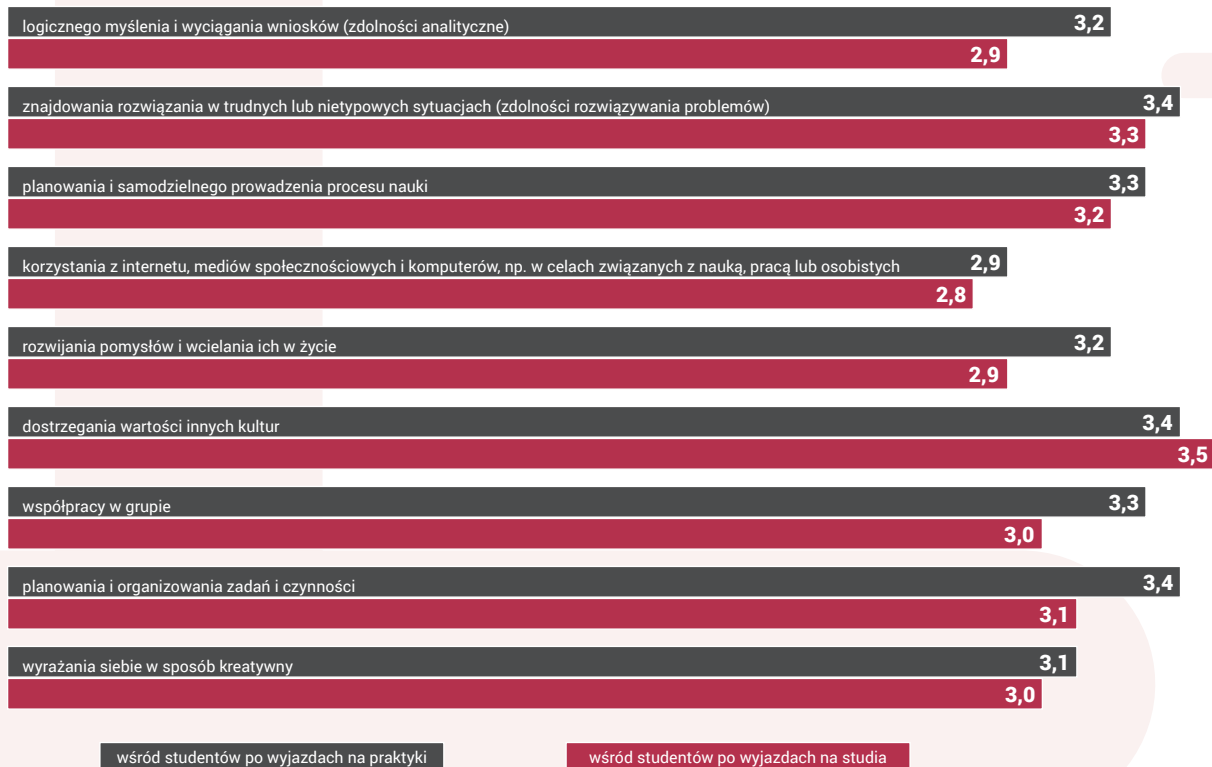 logicznego myślenia i wyciągania wniosków (zdolności analityczne) 3,2
2,9
znajdowania rozwiązania w trudnych lub nietypowych sytuacjach (zdolności rozwiązywania problemów) 3,4
3,3
planowania i samodzielnego prowadzenia procesu nauki 3,3
3,2
korzystania z internetu, mediów społecznościowych i komputerów, np. w celach związanych z nauką, pracą lub osobistych 2,9
2,8
rozwijania pomysłów i wcielania ich w życie 3,2
2,9
dostrzegania wartości innych kultur 3,4
3,5
współpracy w grupie 3,3
3,0
planowania i organizowania zadań i czynności 3,4
3,1
wyrażania siebie w sposób kreatywny 3,1
3,0
wśród studentów po wyjazdach na praktyki wśród studentów po wyjazdach na studia